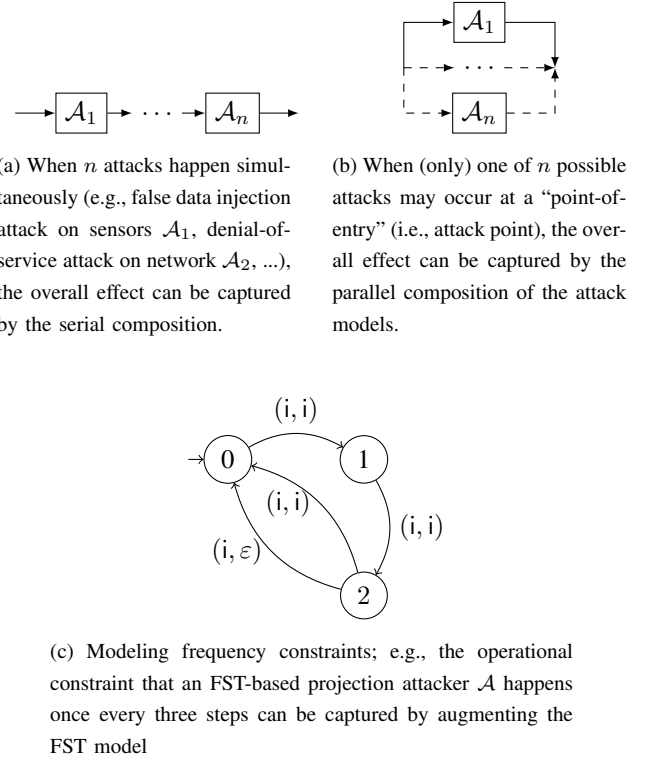 𝒜₁
𝒜₁ ··· 𝒜ₙ
··· 
𝒜ₙ
(a) When n attacks happen simul-
taneously (e.g., false data injection
attack on sensors 𝒜₁, denial-of-
service attack on network 𝒜₂, ...),
the overall effect can be captured
by the serial composition.
(b) When (only) one of n possible
attacks may occur at a “point-of-
entry” (i.e., attack point), the over-
all effect can be captured by the
parallel composition of the attack
models.
(i, i)
0
1
(i, i)
(i, i)
(i, ε)
2
(c) Modeling frequency constraints; e.g., the operational
constraint that an FST-based projection attacker 𝒜 happens
once every three steps can be captured by augmenting the
FST model